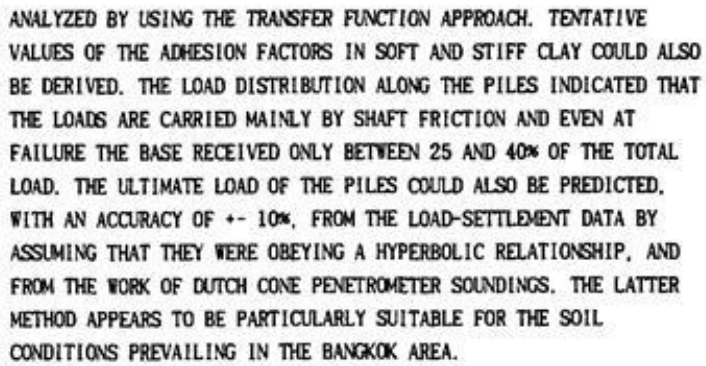 ANALYZED BY USING THE TRANSFER FUNCTION APPROACH. TENTATIVE
VALUES OF THE ADHESION FACTORS IN SOFT AND STIFF CLAY COULD ALSO
BE DERIVED. THE LOAD DISTRIBUTION ALONG THE PILES INDICATED THAT
THE LOADS ARE CARRIED MAINLY BY SHAFT FRICTION AND EVEN AT
FAILURE THE BASE RECEIVED ONLY BETWEEN 25 AND 40% OF THE TOTAL
LOAD. THE ULTIMATE LOAD OF THE PILES COULD ALSO BE PREDICTED,
WITH AN ACCURACY OF +- 10%, FROM THE LOAD-SETTLEMENT DATA BY
ASSUMING THAT THEY WERE OBEYING A HYPERBOLIC RELATIONSHIP, AND
FROM THE WORK OF DUTCH CONE PENETROMETER SOUNDINGS. THE LATTER
METHOD APPEARS TO BE PARTICULARLY SUITABLE FOR THE SOIL
CONDITIONS PREVAILING IN THE BANGKOK AREA.